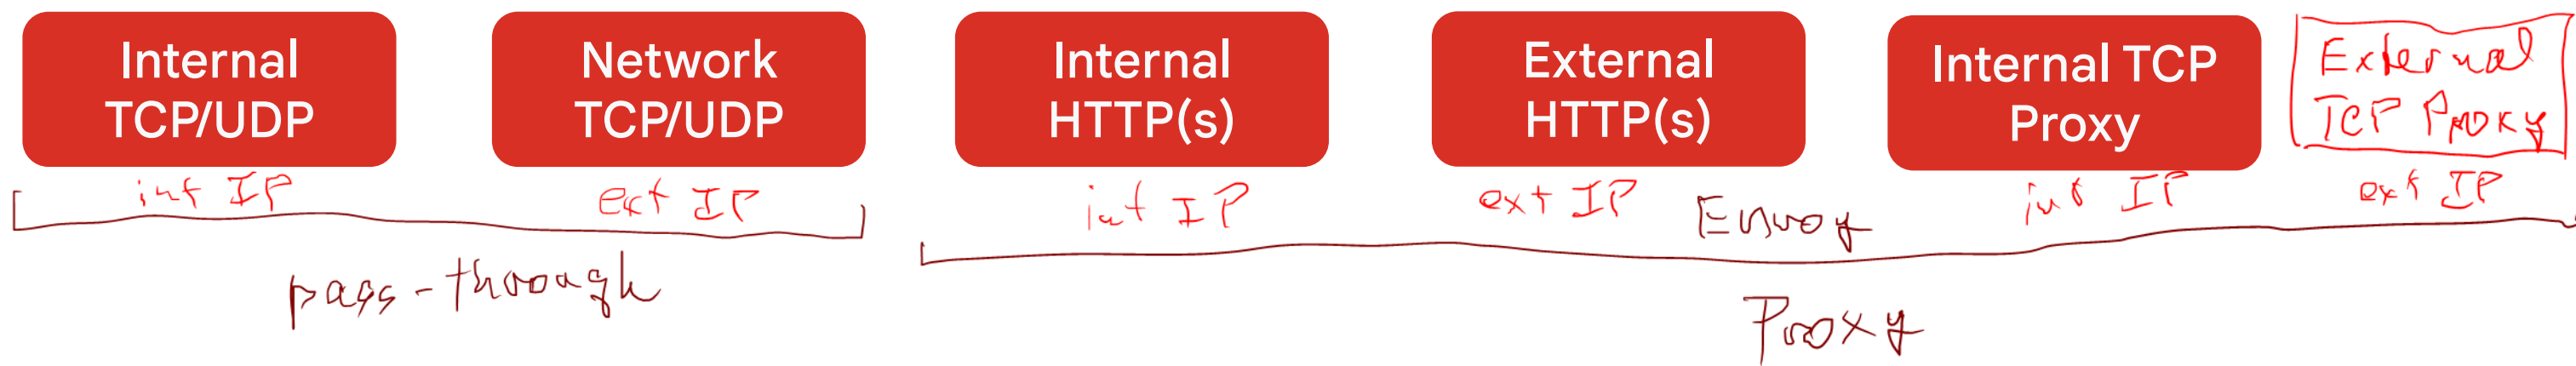 Internal
TCP/UDP
Network
TCP/UDP
Internal
HTTP(s)
External
HTTP(s)
Internal TCP
Proxy
External
TCP Proxy
int IP
ext IP
int IP
ext IP
Envoy
int IP
ext IP
pass-through
Proxy